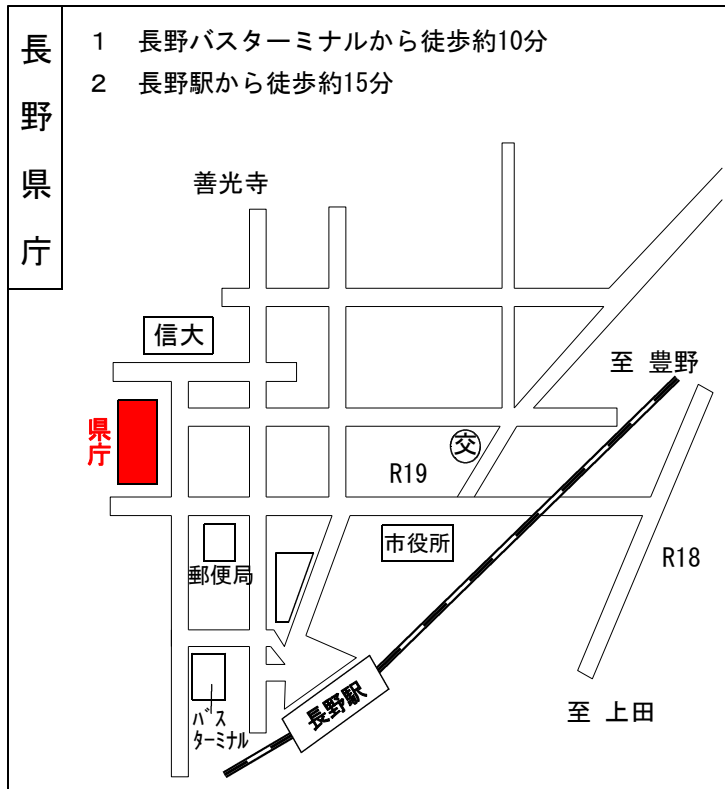 長野県庁
1 長野バスターミナルから徒歩約10分
2 長野駅から徒歩約15分
善光寺
信大
至 豊野
県庁
交
R19
市役所
郵便局
R18
バス
ターミナル
長野駅
至 上田